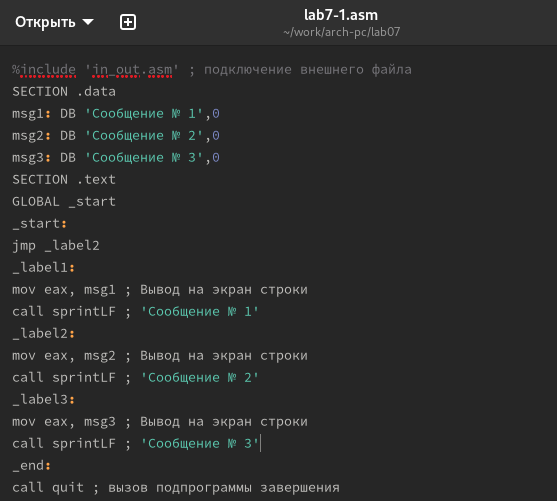 Открыть
lab7-1.asm
~/work/arch-pc/lab07
%include 'in_out.asm' ; подключение внешнего файла
SECTION .data
msg1: DB 'Сообщение № 1',0
msg2: DB 'Сообщение № 2',0
msg3: DB 'Сообщение № 3',0
SECTION .text
GLOBAL _start
_start:
jmp _label2
_label1:
mov eax, msg1 ; Вывод на экран строки
call sprintLF ; 'Сообщение № 1'
_label2:
mov eax, msg2 ; Вывод на экран строки
call sprintLF ; 'Сообщение № 2'
_label3:
mov eax, msg3 ; Вывод на экран строки
call sprintLF ; 'Сообщение № 3'
_end:
call quit ; вызов подпрограммы завершения